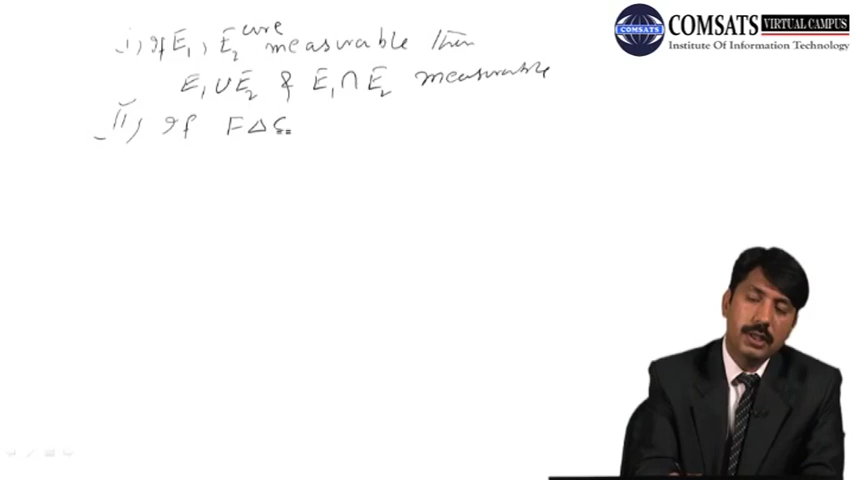 i) If E₁, E₂ are measurable then
E₁ ∪ E₂ & E₁ ∩ E₂ measurable
ii) If F Δ G
COMSATS VIRTUAL CAMPUS
Institute Of Information Technology
COMSATS